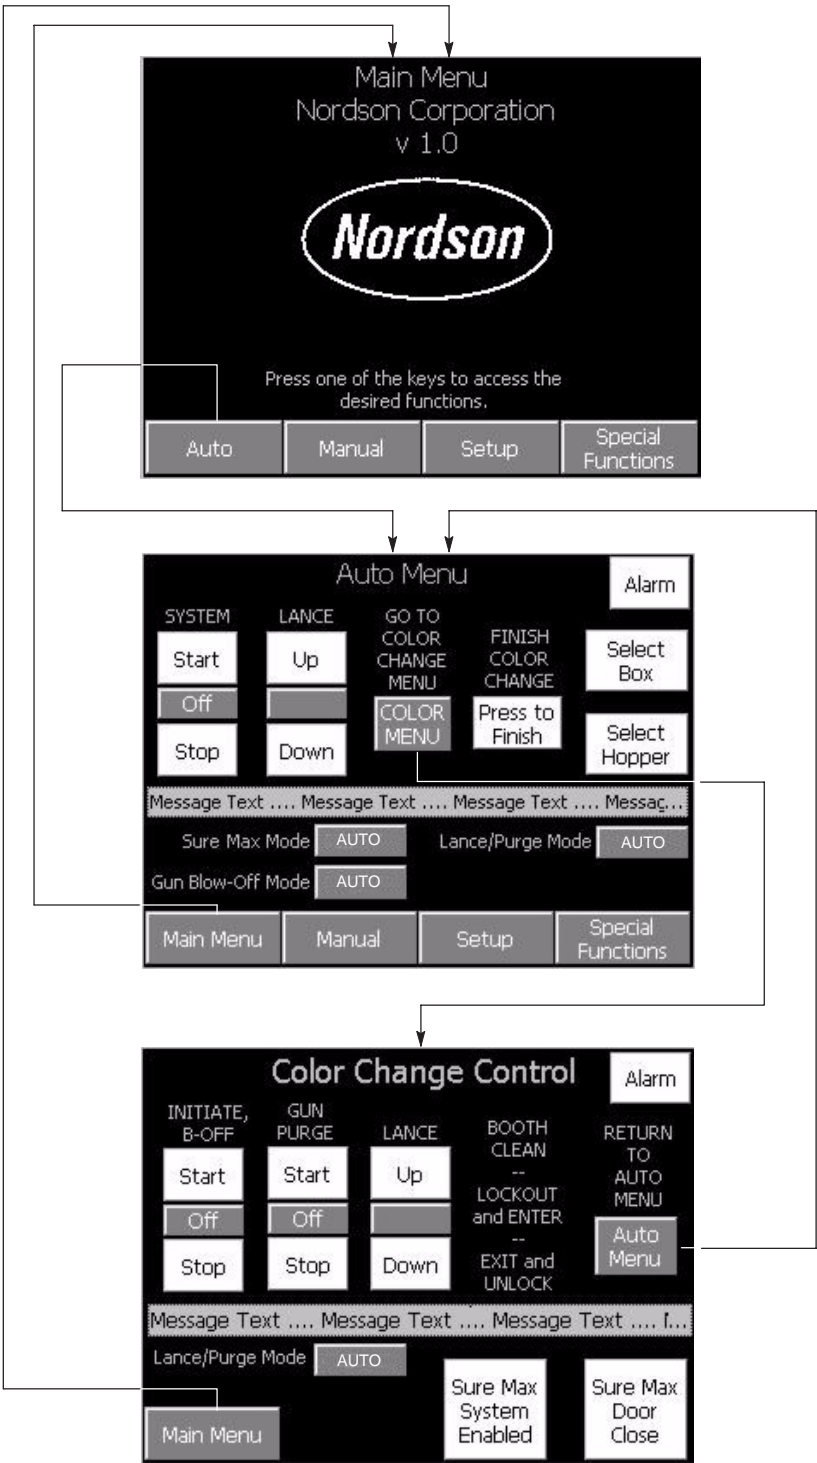 Main Menu
Nordson Corporation
v 1.0
Nordson
Press one of the keys to access the
desired functions.
Auto
Manual
Setup
Special
Functions
Auto Menu
Alarm
SYSTEM
Start
Off
Stop
LANCE
Up
Down
GO TO
COLOR
CHANGE
MENU
COLOR
MENU
FINISH
COLOR
CHANGE
Press to
Finish
Select
Box
Select
Hopper
Message Text .... Message Text .... Message Text .... Messag...
Sure Max Mode AUTO
Lance/Purge Mode AUTO
Gun Blow-Off Mode AUTO
Main Menu
Manual
Setup
Special
Functions
Color Change Control
Alarm
INITIATE,
B-OFF
Start
Off
Stop
GUN
PURGE
Start
Off
Stop
LANCE
Up
Down
BOOTH
CLEAN
--
LOCKOUT
and ENTER
--
EXIT and
UNLOCK
RETURN
TO
AUTO
MENU
Auto
Menu
Message Text .... Message Text .... Message Text ....
Lance/Purge Mode AUTO
Main Menu
Sure Max
System
Enabled
Sure Max
Door
Close